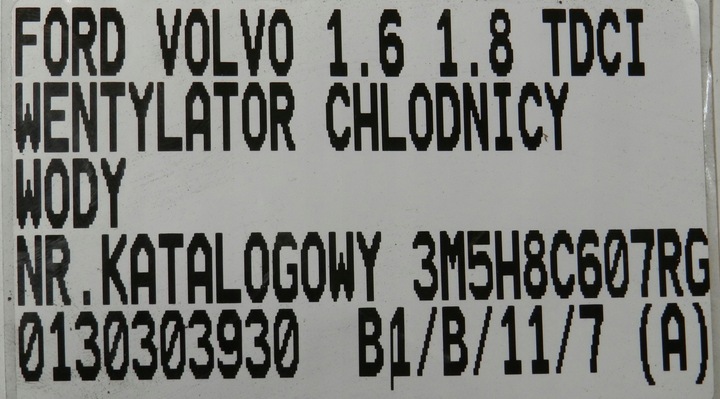 FORD VOLVO 1.6 1.8 TDCI
WENTYLATOR CHLODNICY
WODY
NR.KATALOGOWY 3M5H8C607RG
0130303930 B1/B/11/7 (A)